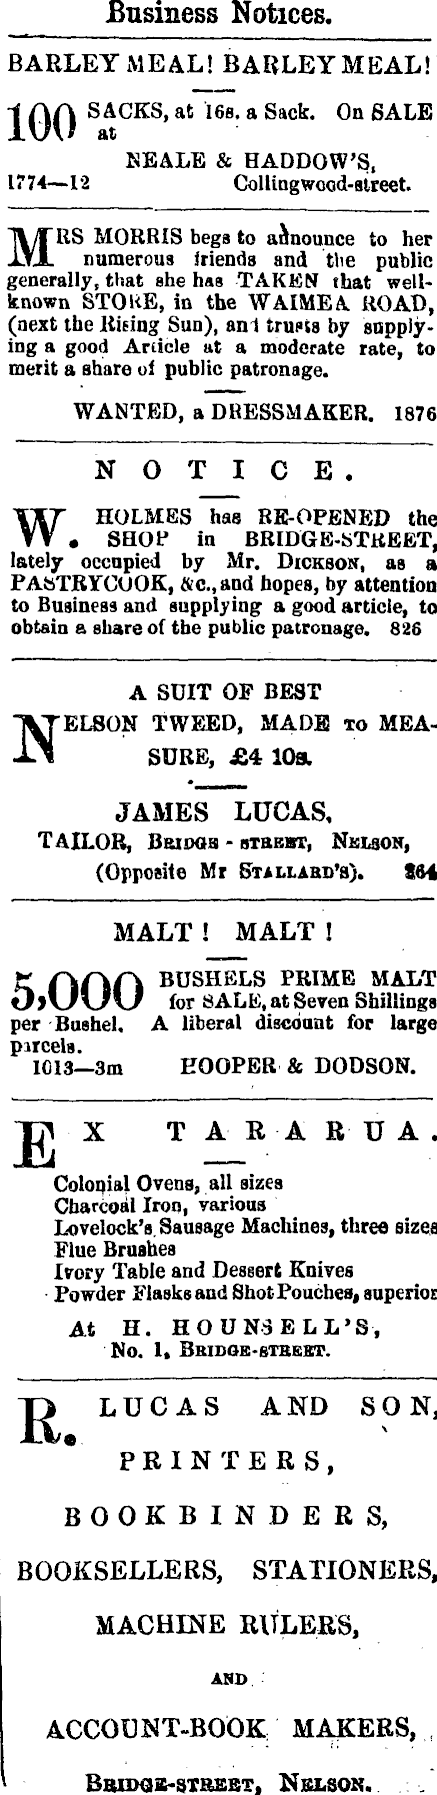 Business Notices.
BARLEY MEAL! BARLEY MEAL!
100 SACKS, at 16s. a Sack. On SALE
at
NEALE & HADDOW'S,
1774—12 Collingwood-street.
MRS MORRIS begs to announce to her
numerous friends and the public
generally, that she has TAKEN that well-
known STORE, in the WAIMEA ROAD,
(next the Rising Sun), and trusts by supply-
ing a good Article at a moderate rate, to
merit a share of public patronage.
WANTED, a DRESSMAKER. 1876
NOTICE.
W. HOLMES has RE-OPENED the
SHOP in BRIDGE-STREET,
lately occupied by Mr. DICKSON, as a
PASTRYCOOK, &c., and hopes, by attention
to Business and supplying a good article, to
obtain a share of the public patronage. 826
A SUIT OF BEST
NELSON TWEED, MADE TO MEA-
SURE, £4 10s.
JAMES LUCAS,
TAILOR, BRIDGE-STREET, NELSON,
(Opposite Mr STALLARD'S). 264
MALT! MALT!
5,000 BUSHELS PRIME MALT
for SALE, at Seven Shillings
per Bushel. A liberal discount for large
parcels.
1013—3m HOOPER & DODSON.
EX TARARUA.
Colonial Ovens, all sizes
Charcoal Iron, various
Lovelock's Sausage Machines, three sizes
Flue Brushes
Ivory Table and Dessert Knives
Powder Flasks and Shot Pouches, superior
At H. HOUNSELL'S,
No. 1, BRIDGE-STREET.
R. LUCAS AND SON,
PRINTERS,
BOOKBINDERS,
BOOKSELLERS, STATIONERS,
MACHINE RULERS,
AND
ACCOUNT-BOOK MAKERS,
BRIDGE-STREET, NELSON.